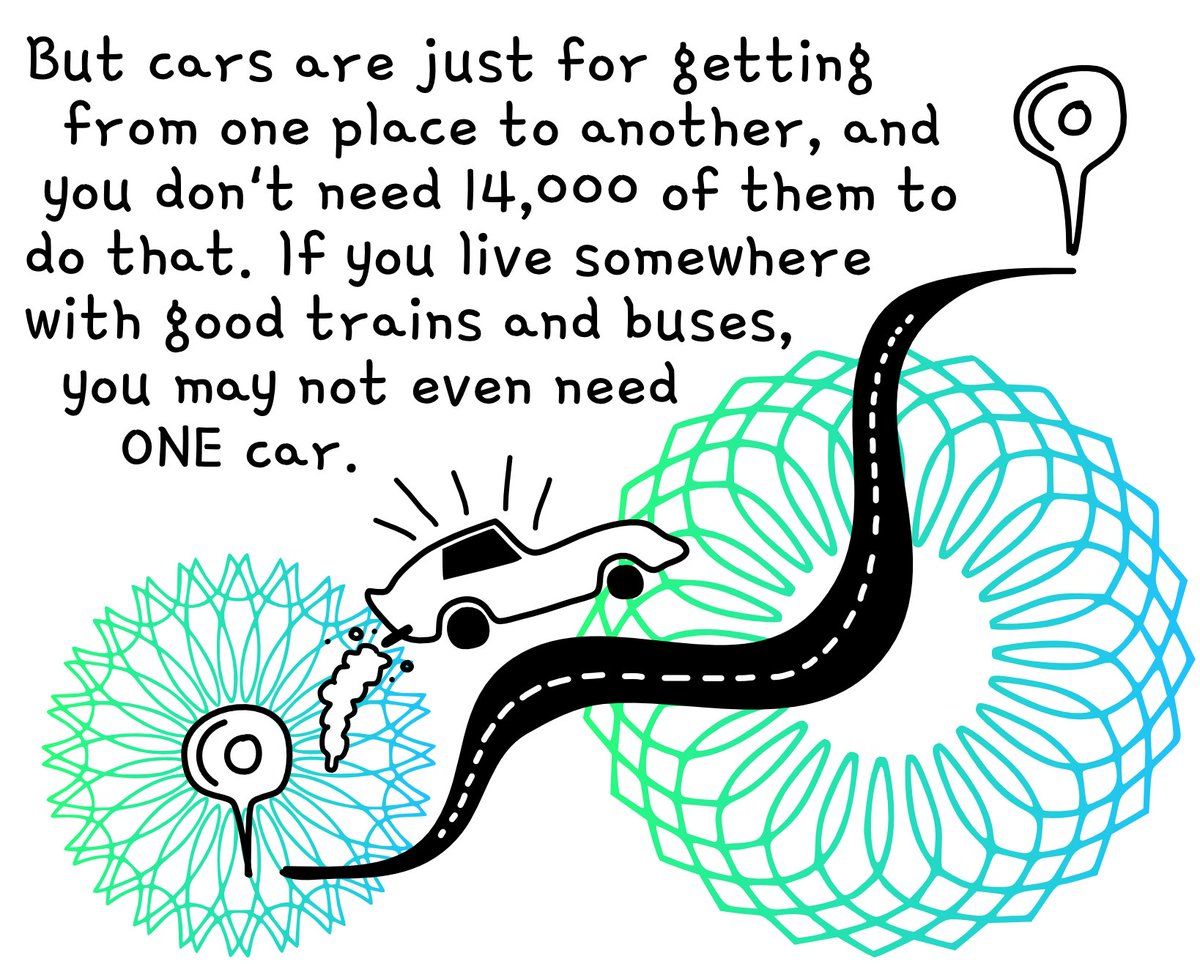 But cars are just for getting
from one place to another, and
you don't need 14,000 of them to
do that. If you live somewhere
with good trains and buses,
you may not even need
ONE car.